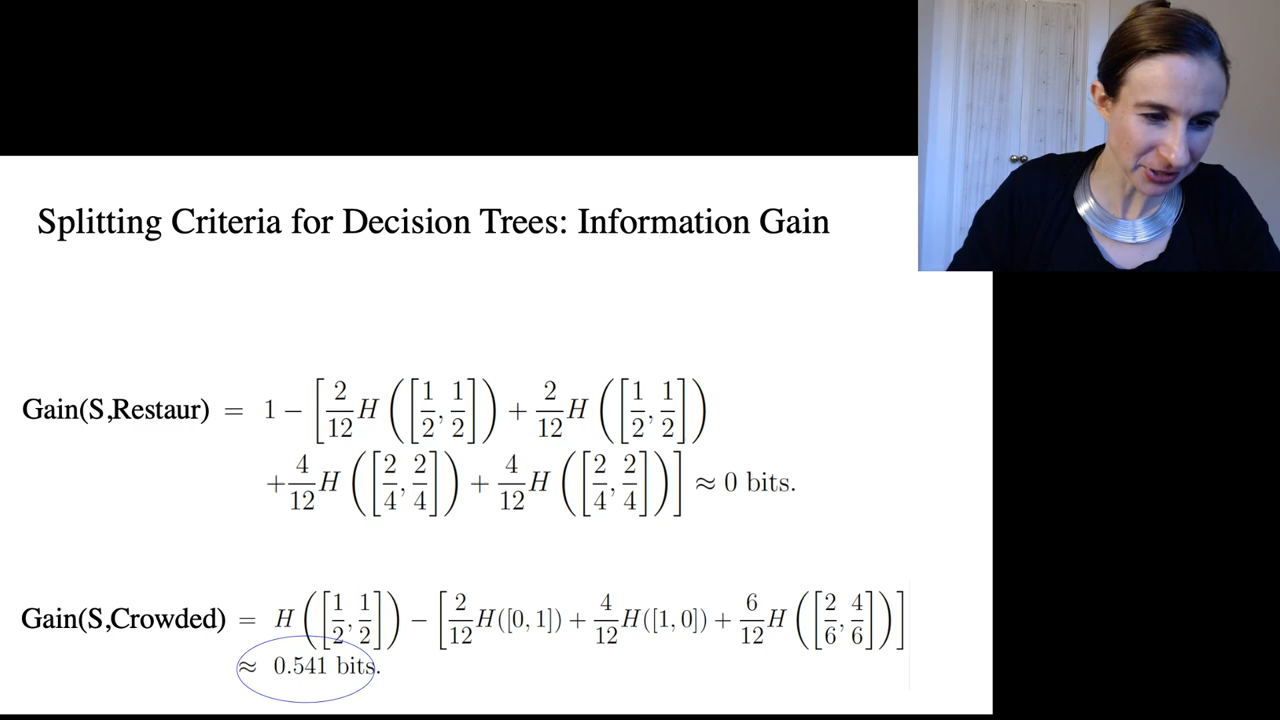 Splitting Criteria for Decision Trees: Information Gain
Gain(S,Restaur) = 1 − [ 2/12 H ([ 1/2 , 1/2 ]) + 2/12 H ([ 1/2 , 1/2 ])
+ 4/12 H ([ 2/4 , 2/4 ]) + 4/12 H ([ 2/4 , 2/4 ]) ] ≈ 0 bits.
Gain(S,Crowded) = H ([ 1/2 , 1/2 ]) − [ 2/12 H([0, 1]) + 4/12 H([1, 0]) + 6/12 H ([ 2/6 , 4/6 ]) ]
≈ 0.541 bits.